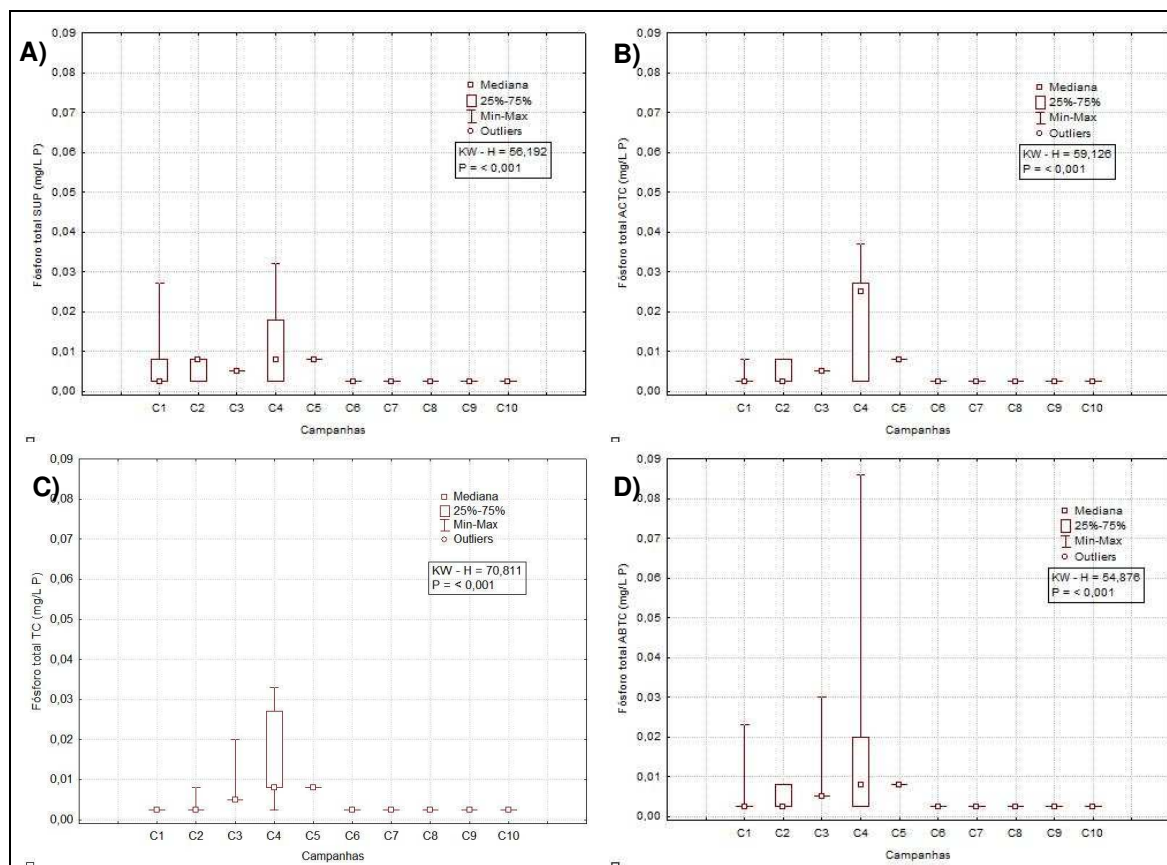 A)
0,09
0,08
0,07
0,06
0,05
0,04
0,03
0,02
0,01
0,00
Fósforo total SUP (mg/L P)
Mediana
25%-75%
Min-Max
Outliers
KW - H = 56,192
P = < 0,001
C1 C2 C3 C4 C5 C6 C7 C8 C9 C10
Campanhas
B)
0,09
0,08
0,07
0,06
0,05
0,04
0,03
0,02
0,01
0,00
Fósforo total ACTC (mg/L P)
Mediana
25%-75%
Min-Max
Outliers
KW - H = 59,126
P = < 0,001
C1 C2 C3 C4 C5 C6 C7 C8 C9 C10
Campanhas
C)
0,09
0,08
0,07
0,06
0,05
0,04
0,03
0,02
0,01
0,00
Fósforo total TC (mg/L P)
Mediana
25%-75%
Min-Max
Outliers
KW - H = 70,811
P = < 0,001
C1 C2 C3 C4 C5 C6 C7 C8 C9 C10
Campanhas
D)
0,09
0,08
0,07
0,06
0,05
0,04
0,03
0,02
0,01
0,00
Fósforo total ABTC (mg/L P)
Mediana
25%-75%
Min-Max
Outliers
KW - H = 54,876
P = < 0,001
C1 C2 C3 C4 C5 C6 C7 C8 C9 C10
Campanhas